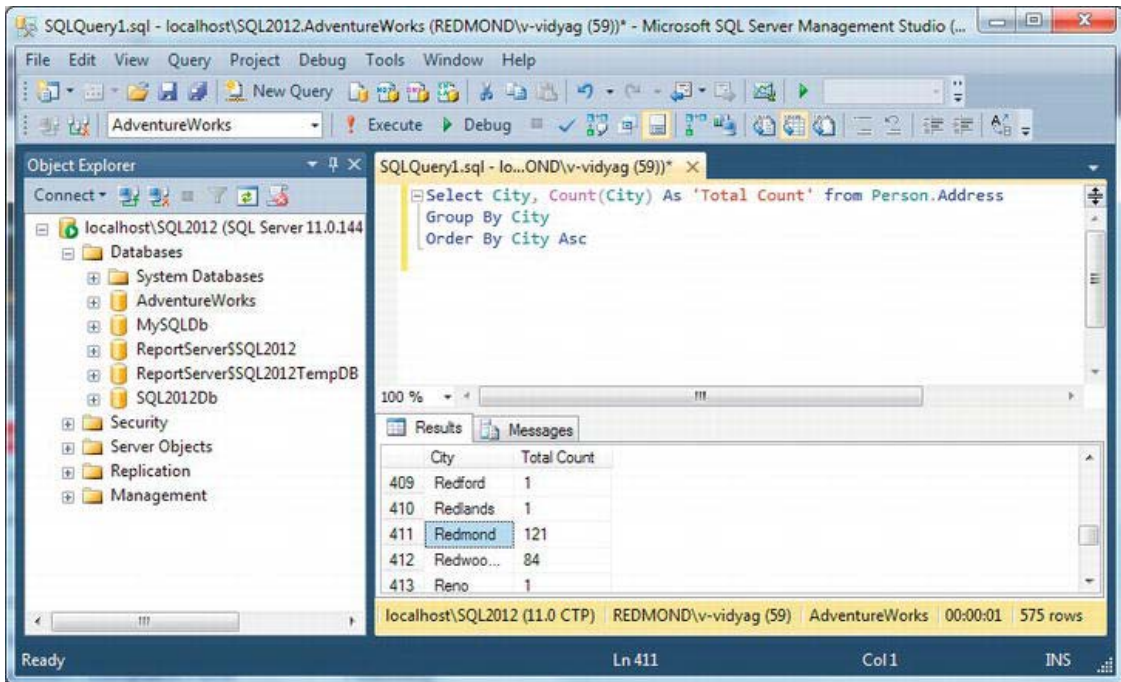 SQLQuery1.sql - localhost\SQL2012.AdventureWorks (REDMOND\v-vidyag (59))* - Microsoft SQL Server Management Studio (...
File Edit View Query Project Debug Tools Window Help
New Query
AdventureWorks Execute Debug
Object Explorer
Connect
localhost\SQL2012 (SQL Server 11.0.144
Databases
System Databases
AdventureWorks
MySQLDb
ReportServer$SQL2012
ReportServer$SQL2012TempDB
SQL2012Db
Security
Server Objects
Replication
Management
SQLQuery1.sql - lo...OND\v-vidyag (59))*
Select City, Count(City) As 'Total Count' from Person.Address
Group By City
Order By City Asc
100 %
Results Messages
City Total Count
409 Redford 1
410 Redlands 1
411 Redmond 121
412 Redwoo... 84
413 Reno 1
localhost\SQL2012 (11.0 CTP) REDMOND\v-vidyag (59) AdventureWorks 00:00:01 575 rows
Ready Ln 411 Col 1 INS